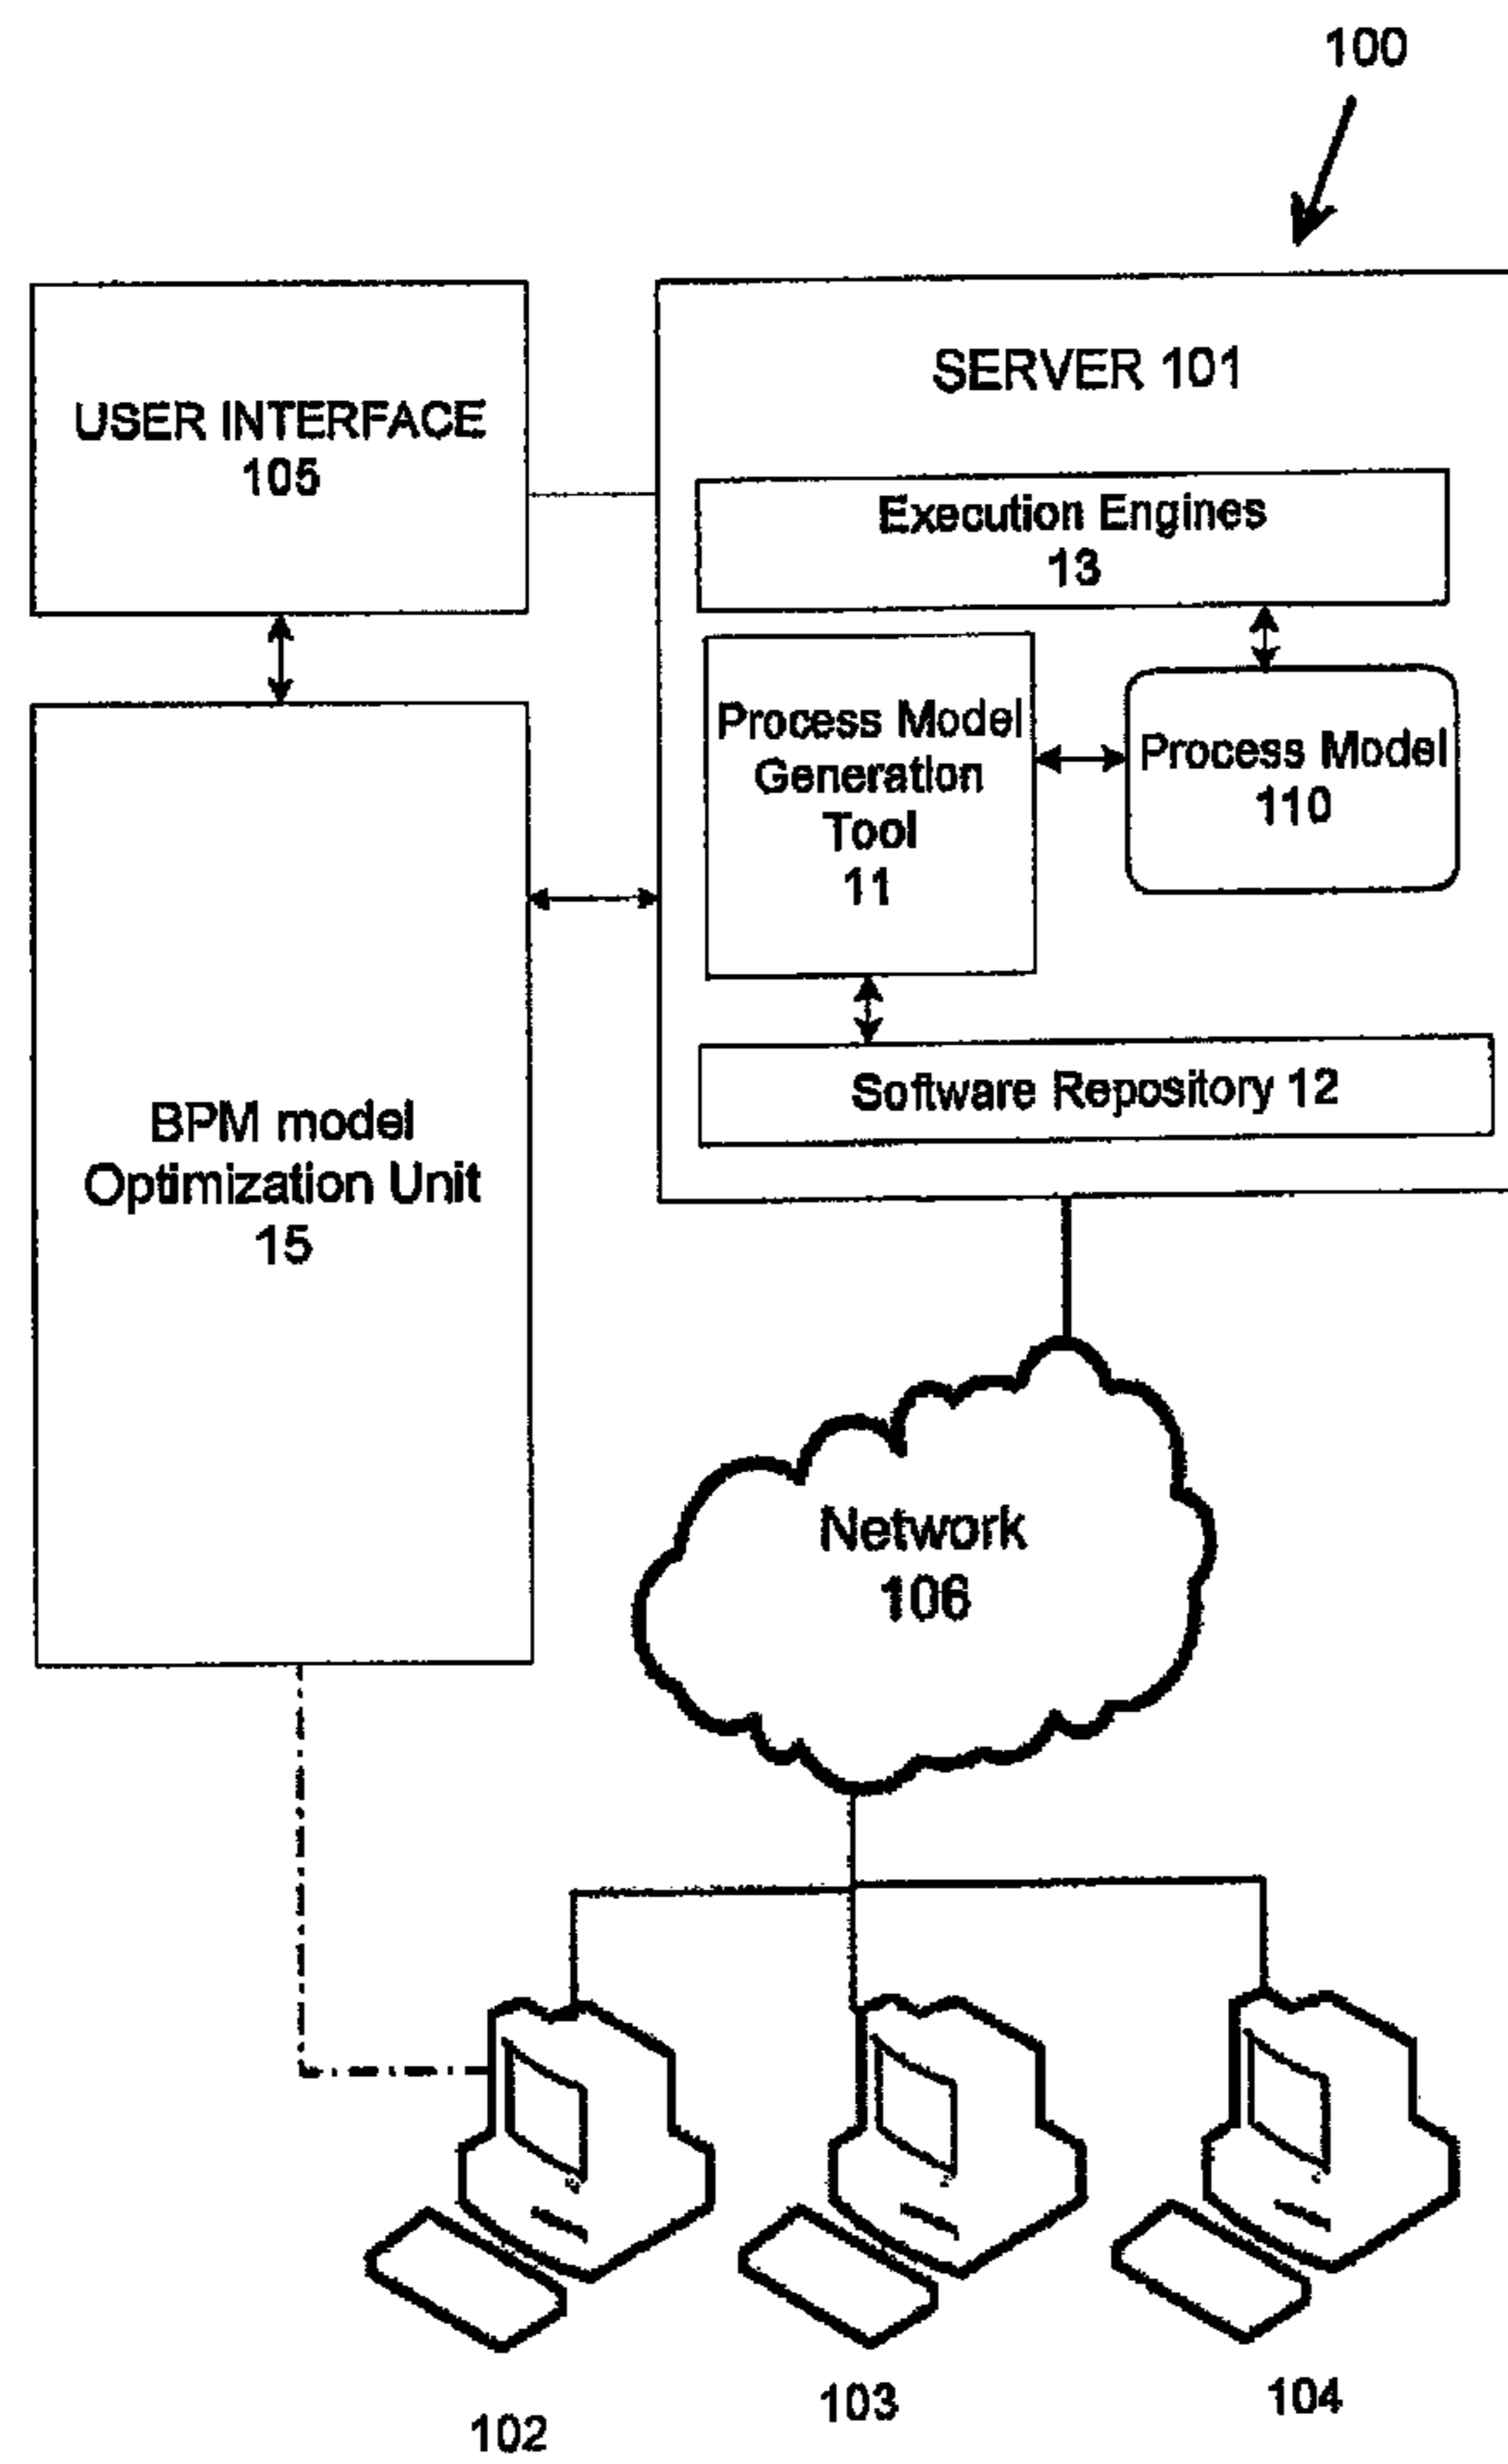 100
USER INTERFACE
105
SERVER 101
Execution Engines
13
Process Model
Generation
Tool
11
Process Model
110
Software Repository 12
BPM model
Optimization Unit
15
Network
106
102
103
104